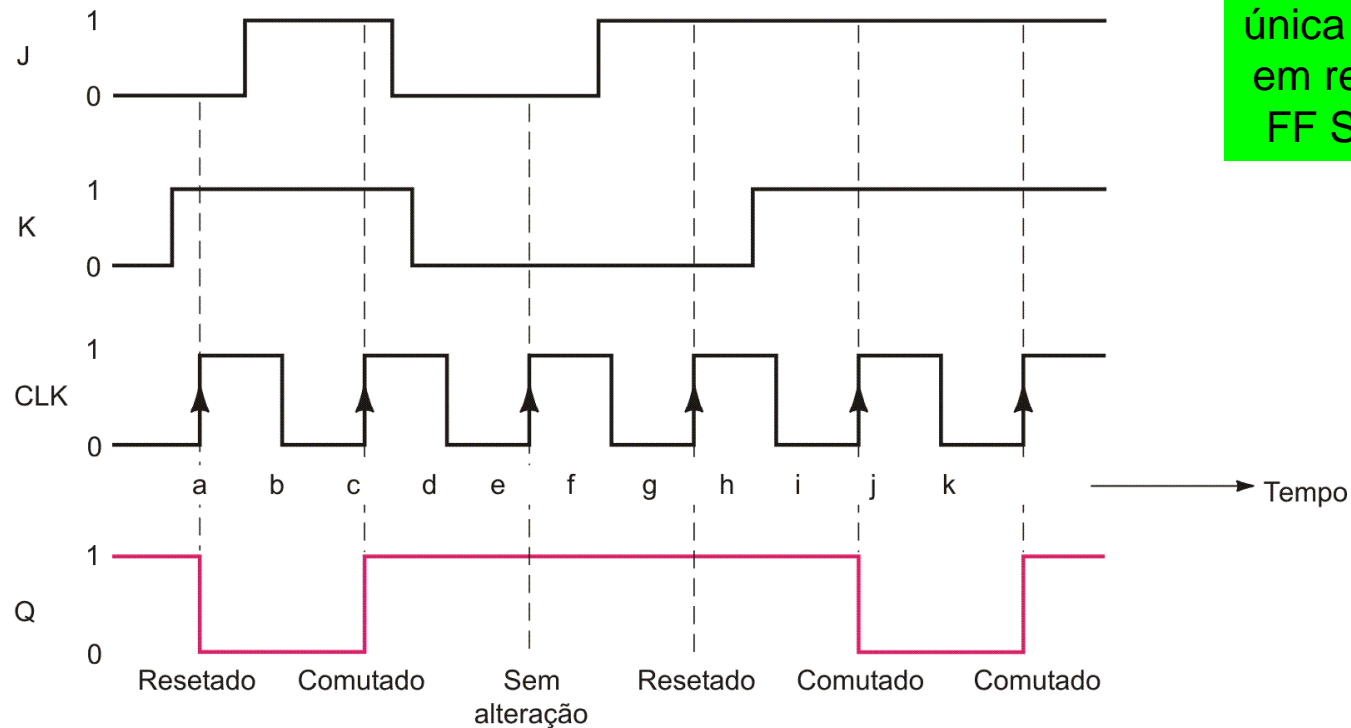 única
em re
FF S
1
J
0
1
K
0
1
CLK
0
a b c d e f g h i j k
Tempo
1
Q
0
Resetado Comutado Sem alteração Resetado Comutado Comutado